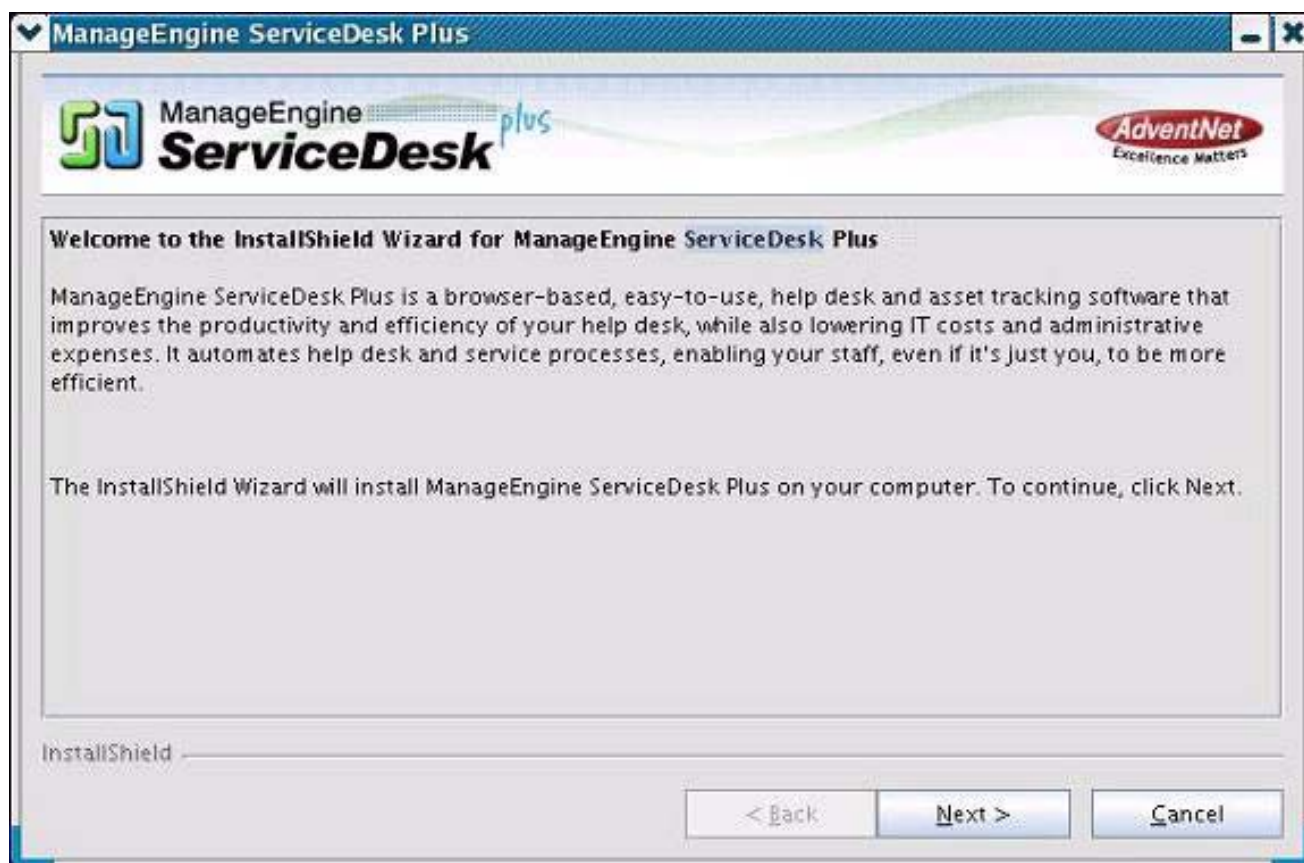 ManageEngine ServiceDesk Plus
ManageEngine
ServiceDesk plus
AdventNet
Excellence Matters
Welcome to the InstallShield Wizard for ManageEngine ServiceDesk Plus
ManageEngine ServiceDesk Plus is a browser-based, easy-to-use, help desk and asset tracking software that
improves the productivity and efficiency of your help desk, while also lowering IT costs and administrative
expenses. It automates help desk and service processes, enabling your staff, even if it's just you, to be more
efficient.
The InstallShield Wizard will install ManageEngine ServiceDesk Plus on your computer. To continue, click Next.
InstallShield
< Back
Next >
Cancel